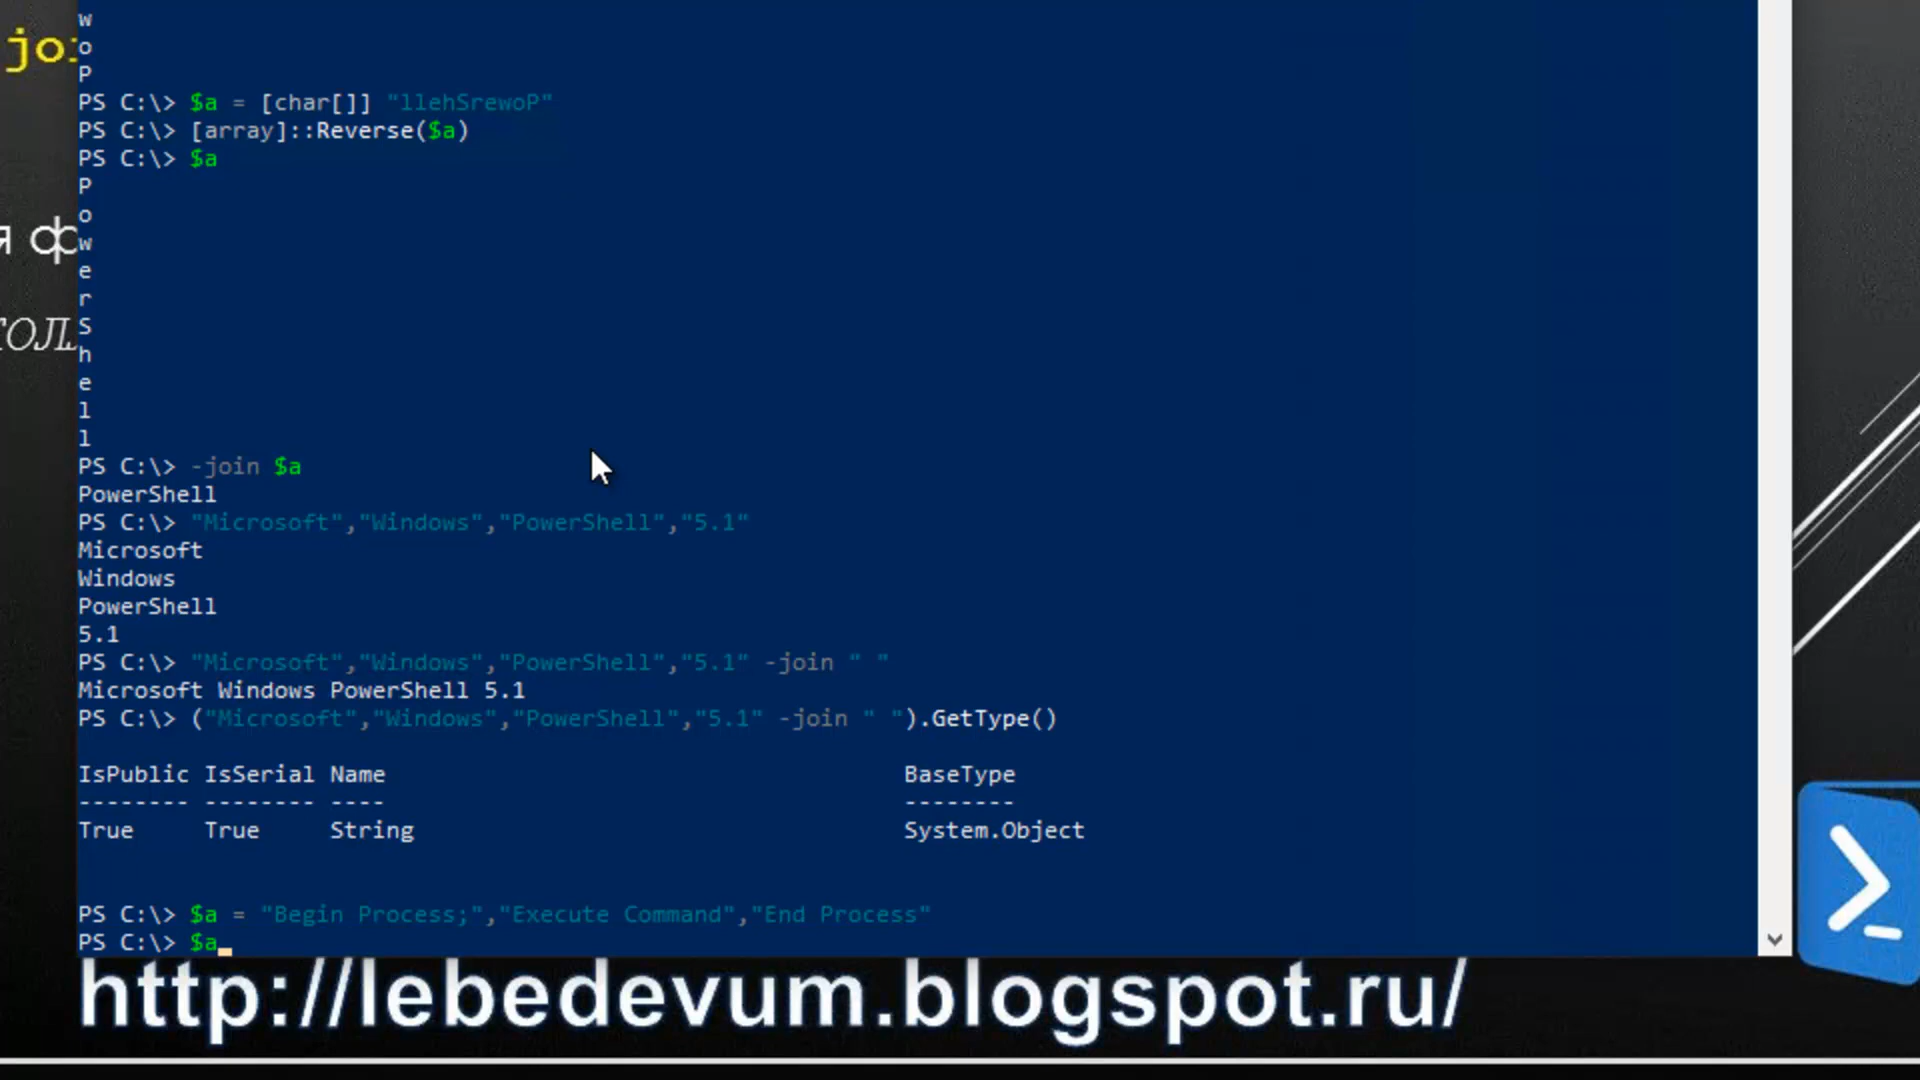 w
jo
o
P
PS C:\> $a = [char[]] "llehSrewoP"
PS C:\> [array]::Reverse($a)
PS C:\> $a
P
o
я ф
w
e
r
S
h
e
l
l
PS C:\> -join $a
PowerShell
PS C:\> "Microsoft","Windows","PowerShell","5.1"
Microsoft
Windows
PowerShell
5.1
PS C:\> "Microsoft","Windows","PowerShell","5.1" -join " "
Microsoft Windows PowerShell 5.1
PS C:\> ("Microsoft","Windows","PowerShell","5.1" -join " ").GetType()
IsPublic IsSerial Name BaseType
-------- -------- ---- --------
True True String System.Object
PS C:\> $a = "Begin Process;","Execute Command","End Process"
PS C:\> $a
http://lebedevum.blogspot.ru/